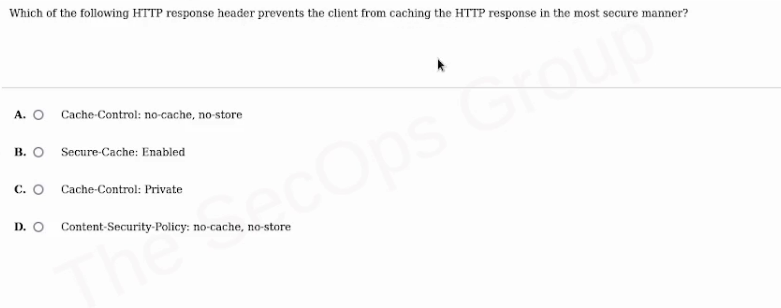 Which of the following HTTP response header prevents the client from caching the HTTP response in the most secure manner?
A. Cache-Control: no-cache, no-store
B. Secure-Cache: Enabled
C. Cache-Control: Private
D. Content-Security-Policy: no-cache, no-store
The SecOps Group